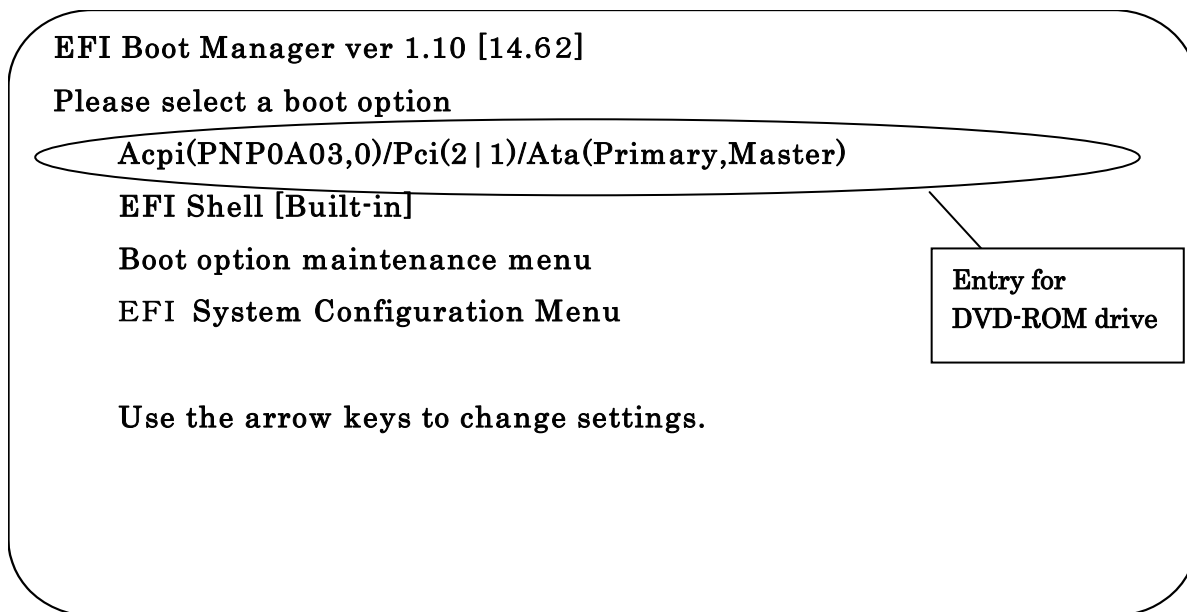 EFI Boot Manager ver 1.10 [14.62]
Please select a boot option
Acpi(PNP0A03,0)/Pci(2|1)/Ata(Primary,Master)
EFI Shell [Built-in]
Boot option maintenance menu
EFI System Configuration Menu
Entry for
DVD-ROM drive
Use the arrow keys to change settings.